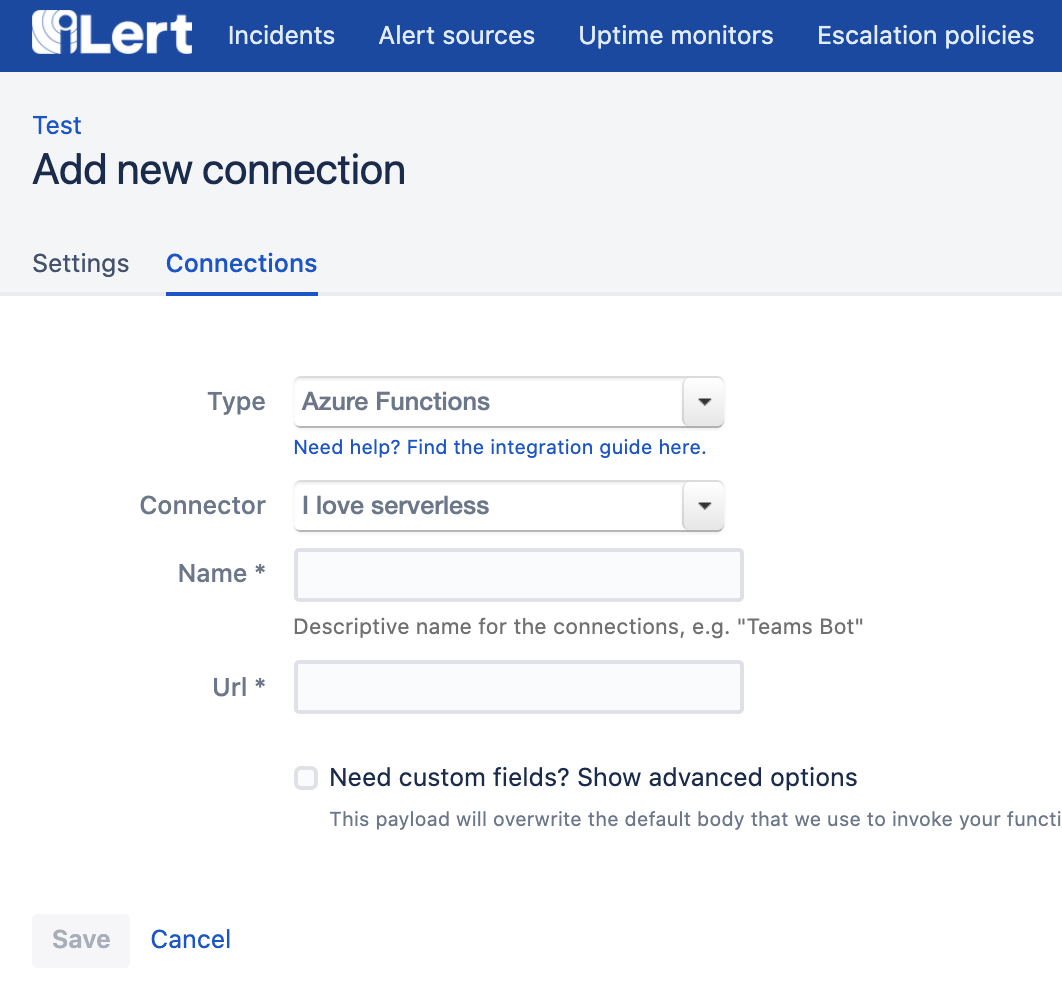 iLert Incidents Alert sources Uptime monitors Escalation policies
Test
Add new connection
Settings Connections
Type Azure Functions
Need help? Find the integration guide here.
Connector I love serverless
Name *
Descriptive name for the connections, e.g. "Teams Bot"
Url *
Need custom fields? Show advanced options
This payload will overwrite the default body that we use to invoke your functi
Save Cancel